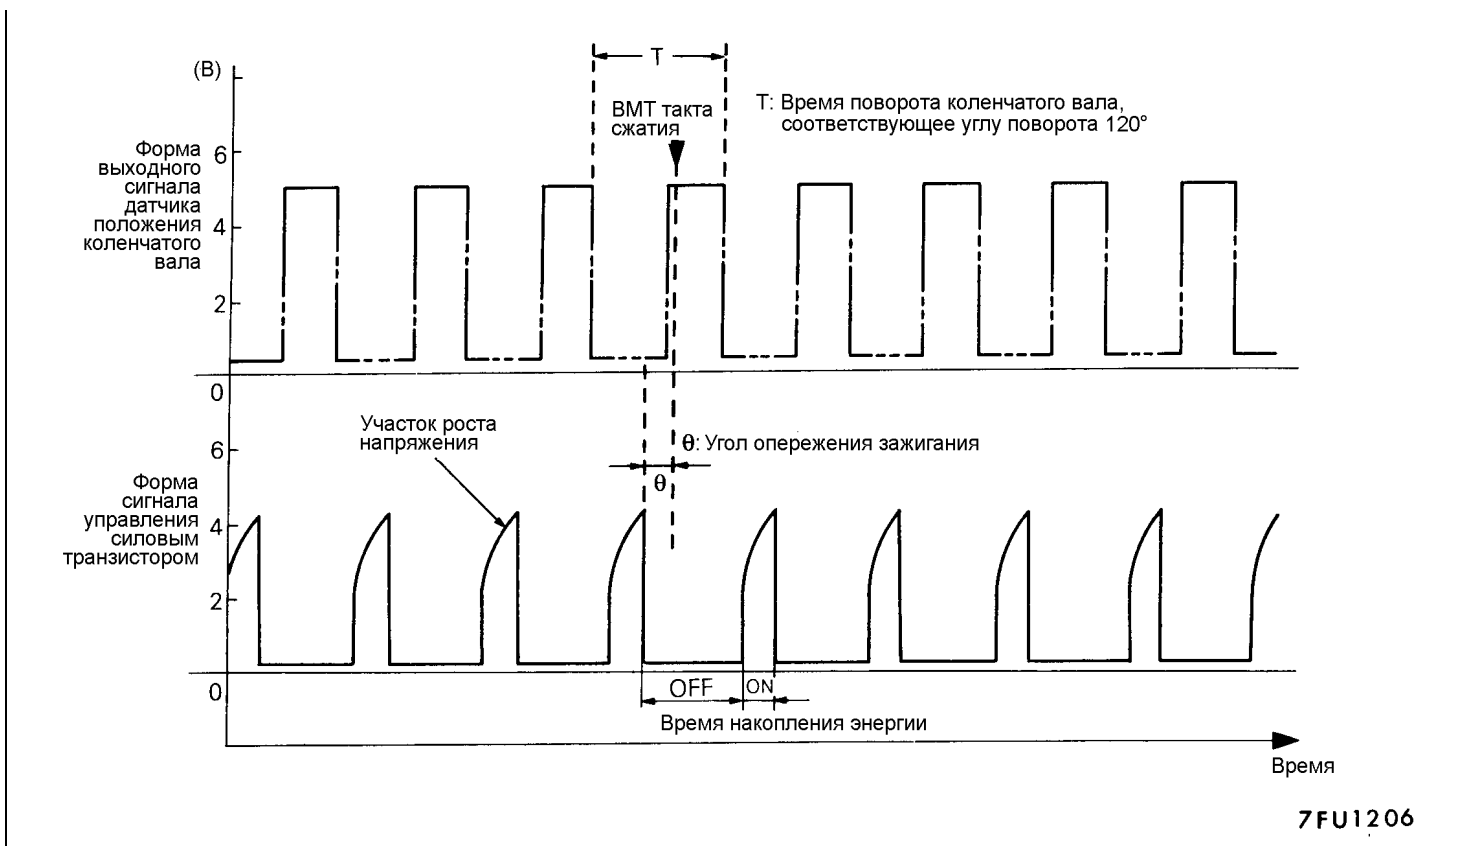 T
(В)
ВМТ такта
сжатия
T: Время поворота коленчатого вала,
соответствующее углу поворота 120°
Форма
выходного
сигнала
датчика
положения
коленчатого
вала
6
4
2
0
Участок роста
напряжения
θ: Угол опережения зажигания
θ
Форма
сигнала
управления
силовым
транзистором
6
4
2
0
OFF
ON
Время накопления энергии
Время
7FU1206